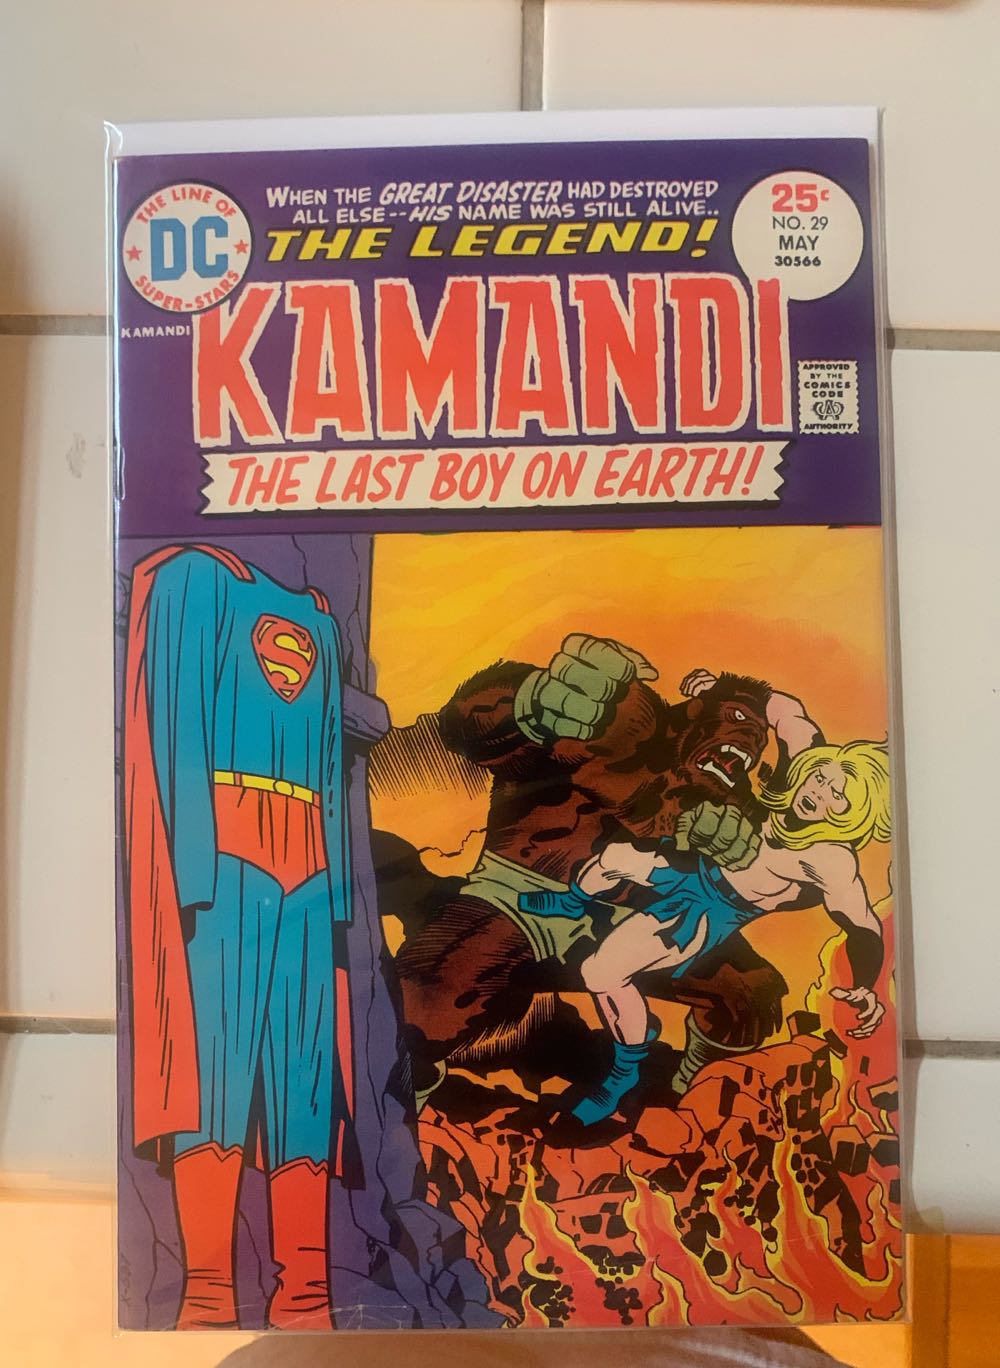 WHEN THE GREAT DISASTER HAD DESTROYED
ALL ELSE--HIS NAME WAS STILL ALIVE..
THE LEGEND!
THE LINE OF
DC
SUPER-STARS
25¢
NO. 29
MAY
30566
KAMANDI
KAMANDI
THE LAST BOY ON EARTH!
APPROVED
BY THE
COMICS
CODE
CA
AUTHORITY
S